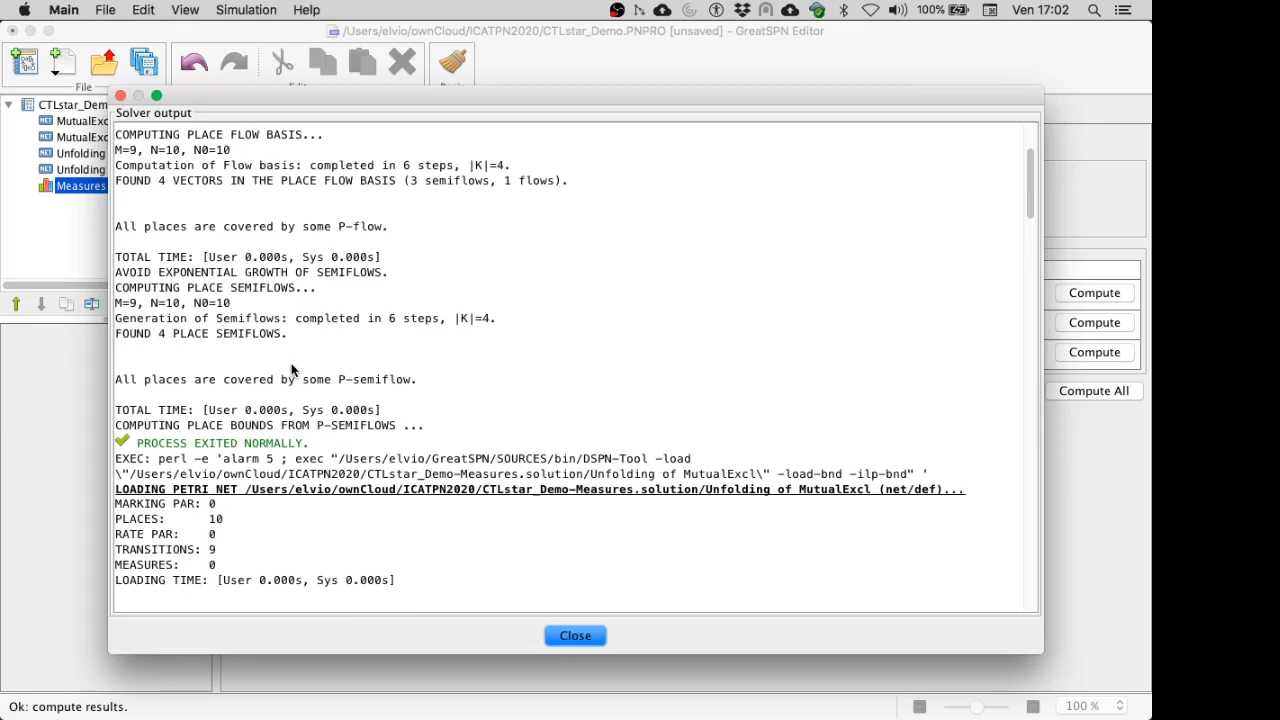 Main File Edit View Simulation Help 100% Ven 17:02
/Users/elvio/ownCloud/ICATPN2020/CTLstar_Demo.PNPRO [unsaved] - GreatSPN Editor
File
CTLstar_Dem
MutualExc
MutualExc
Unfolding
Unfolding
Measures
Solver output
COMPUTING PLACE FLOW BASIS...
M=9, N=10, N0=10
Computation of Flow basis: completed in 6 steps, |K|=4.
FOUND 4 VECTORS IN THE PLACE FLOW BASIS (3 semiflows, 1 flows).
All places are covered by some P-flow.
TOTAL TIME: [User 0.000s, Sys 0.000s]
AVOID EXPONENTIAL GROWTH OF SEMIFLOWS.
COMPUTING PLACE SEMIFLOWS...
M=9, N=10, N0=10
Generation of Semiflows: completed in 6 steps, |K|=4.
FOUND 4 PLACE SEMIFLOWS.
All places are covered by some P-semiflow.
TOTAL TIME: [User 0.000s, Sys 0.000s]
COMPUTING PLACE BOUNDS FROM P-SEMIFLOWS ...
PROCESS EXITED NORMALLY.
EXEC: perl -e 'alarm 5 ; exec "/Users/elvio/GreatSPN/SOURCES/bin/DSPN-Tool -load
\"/Users/elvio/ownCloud/ICATPN2020/CTLstar_Demo-Measures.solution/Unfolding of MutualExcl\" -load-bnd -ilp-bnd" '
LOADING PETRI NET /Users/elvio/ownCloud/ICATPN2020/CTLstar_Demo-Measures.solution/Unfolding of MutualExcl (net/def)...
MARKING PAR: 0
PLACES: 10
RATE PAR: 0
TRANSITIONS: 9
MEASURES: 0
LOADING TIME: [User 0.000s, Sys 0.000s]
Close
Compute
Compute
Compute
Compute All
Ok: compute results.
100 %